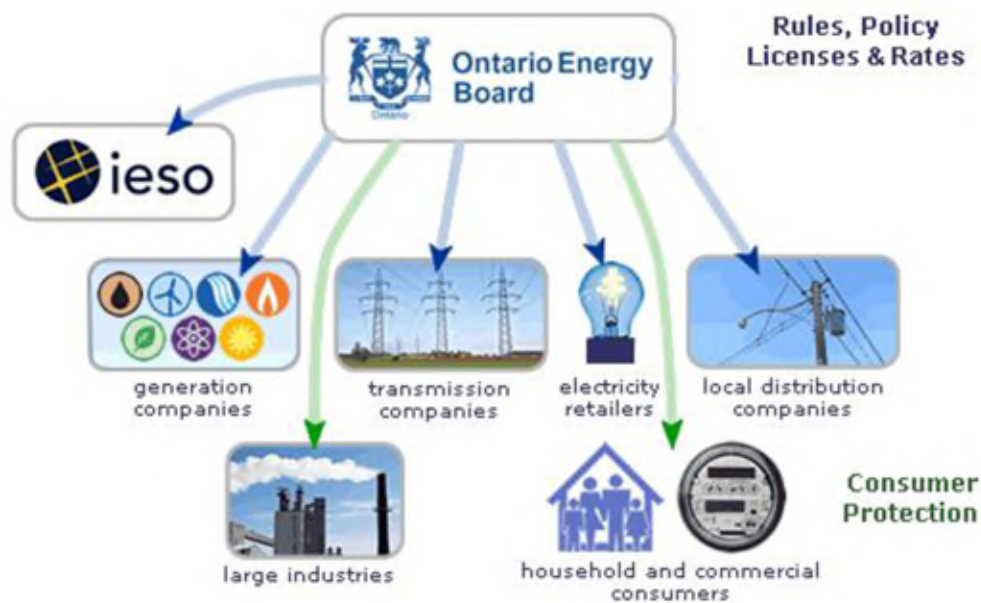 Rules, Policy
Licenses & Rates
Ontario Energy
Board
Ontario
ieso
generation
companies
transmission
companies
electricity
retailers
local distribution
companies
large industries
household and commercial
consumers
Consumer
Protection